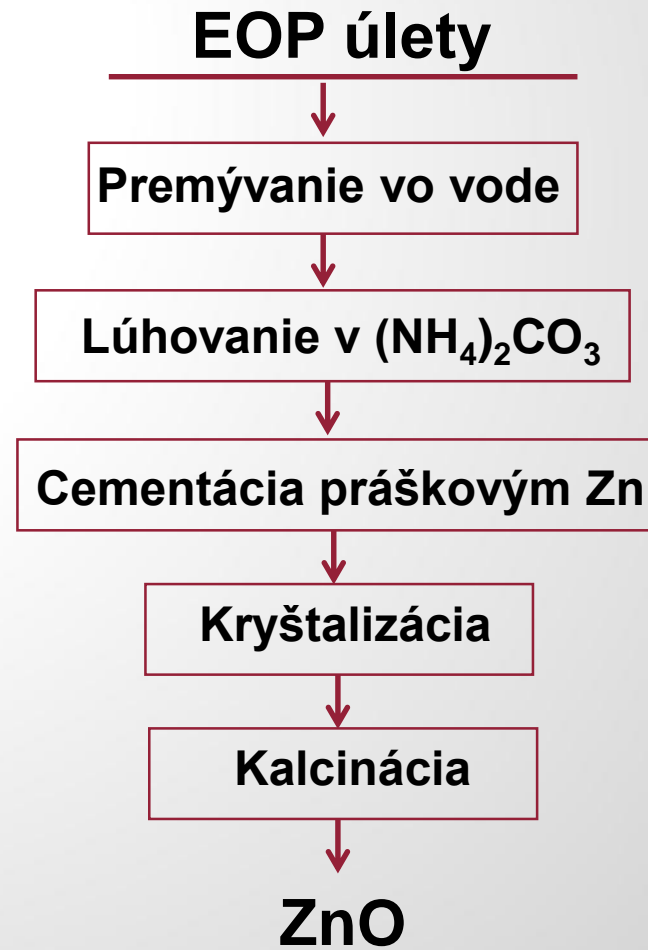 EOP úlety
Premývanie vo vode
Lúhovanie v (NH₄)₂CO₃
Cementácia práškovým Zn
Kryštalizácia
Kalcinácia
ZnO